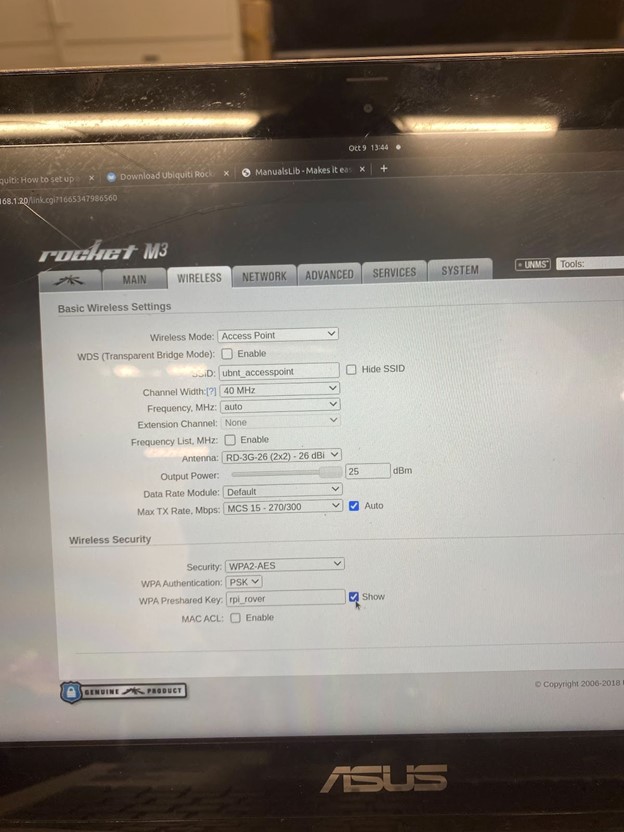 Oct 9 13:44
quiti: How to set up × Download Ubiquiti Rock × ManualsLib - Makes it eas × +
168.1.20/link.cgi?1665347986560
rocket M3
MAIN WIRELESS NETWORK ADVANCED SERVICES SYSTEM UNMS Tools:
Basic Wireless Settings
Wireless Mode: Access Point
WDS (Transparent Bridge Mode): Enable
SSID: ubnt_accesspoint Hide SSID
Channel Width:[?] 40 MHz
Frequency, MHz: auto
Extension Channel: None
Frequency List, MHz: Enable
Antenna: RD-3G-26 (2x2) - 26 dBi
Output Power: 25 dBm
Data Rate Module: Default
Max TX Rate, Mbps: MCS 15 - 270/300 Auto
Wireless Security
Security: WPA2-AES
WPA Authentication: PSK
WPA Preshared Key: rpi_rover Show
MAC ACL: Enable
GENUINE PRODUCT
© Copyright 2006-2018
ASUS